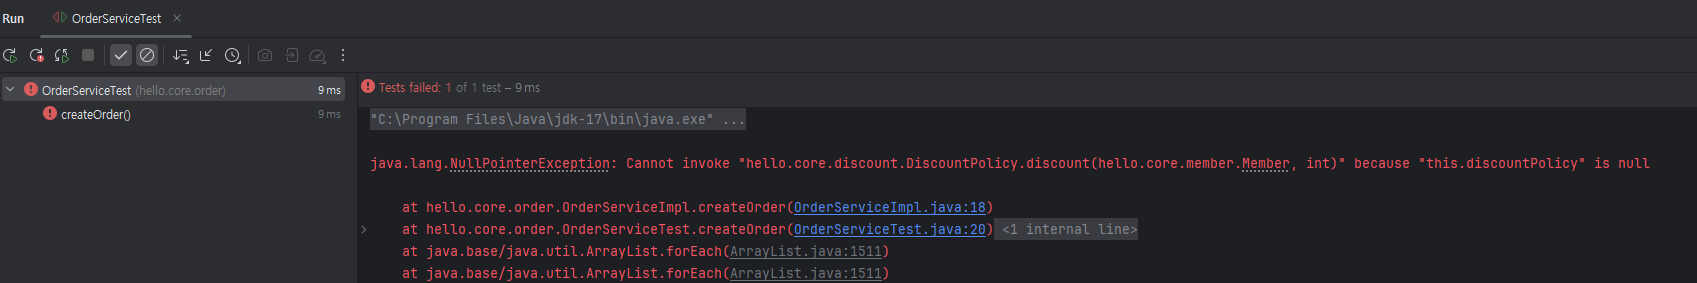 Run
OrderServiceTest
OrderServiceTest (hello.core.order) 9 ms
createOrder() 9 ms
Tests failed: 1 of 1 test – 9 ms
"C:\Program Files\Java\jdk-17\bin\java.exe" ...
java.lang.NullPointerException: Cannot invoke "hello.core.discount.DiscountPolicy.discount(hello.core.member.Member, int)" because "this.discountPolicy" is null
at hello.core.order.OrderServiceImpl.createOrder(OrderServiceImpl.java:18)
at hello.core.order.OrderServiceTest.createOrder(OrderServiceTest.java:20) <1 internal line>
at java.base/java.util.ArrayList.forEach(ArrayList.java:1511)
at java.base/java.util.ArrayList.forEach(ArrayList.java:1511)